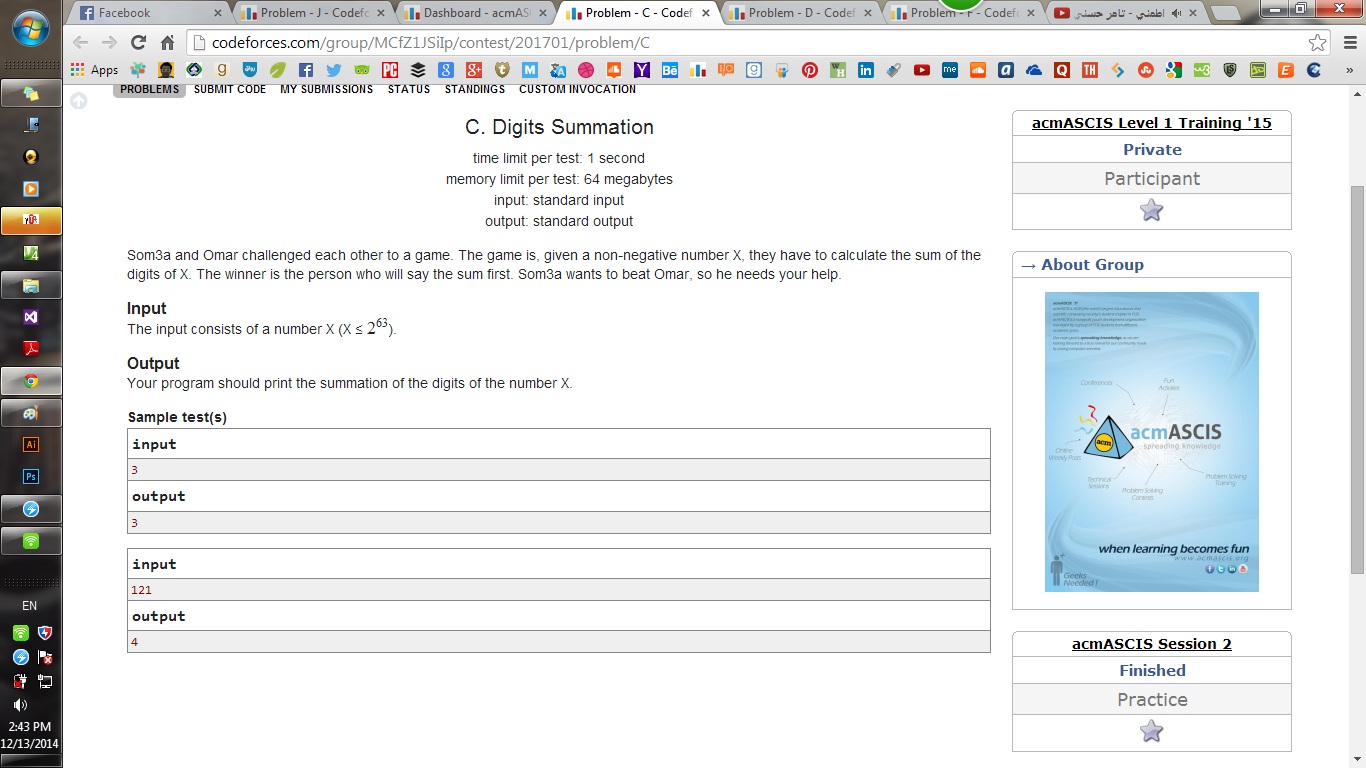 Facebook
Problem - J - Codefo
Dashboard - acmAS
Problem - C - Codef
Problem - D - Codef
Problem - F - Codefo
اطمني - تامر حسني
codeforces.com/group/MCfZ1JSiIp/contest/201701/problem/C
Apps
PROBLEMS SUBMIT CODE MY SUBMISSIONS STATUS STANDINGS CUSTOM INVOCATION
C. Digits Summation
time limit per test: 1 second
memory limit per test: 64 megabytes
input: standard input
output: standard output
Som3a and Omar challenged each other to a game. The game is, given a non-negative number X, they have to calculate the sum of the
digits of X. The winner is the person who will say the sum first. Som3a wants to beat Omar, so he needs your help.
Input
The input consists of a number X (X ≤ 2^63).
Output
Your program should print the summation of the digits of the number X.
Sample test(s)
input
3
output
3
input
121
output
4
acmASCIS Level 1 Training '15
Private
Participant
→ About Group
Conferences
Fun
Activities
acmASCIS
spreading knowledge
acm
Online
Weekly Posts
Technical
Sessions
Problem Solving
Contests
Problem Solving
Training
when learning becomes fun
www.acmascis.org
Geeks
Needed !
acmASCIS Session 2
Finished
Practice
EN
2:43 PM
12/13/2014